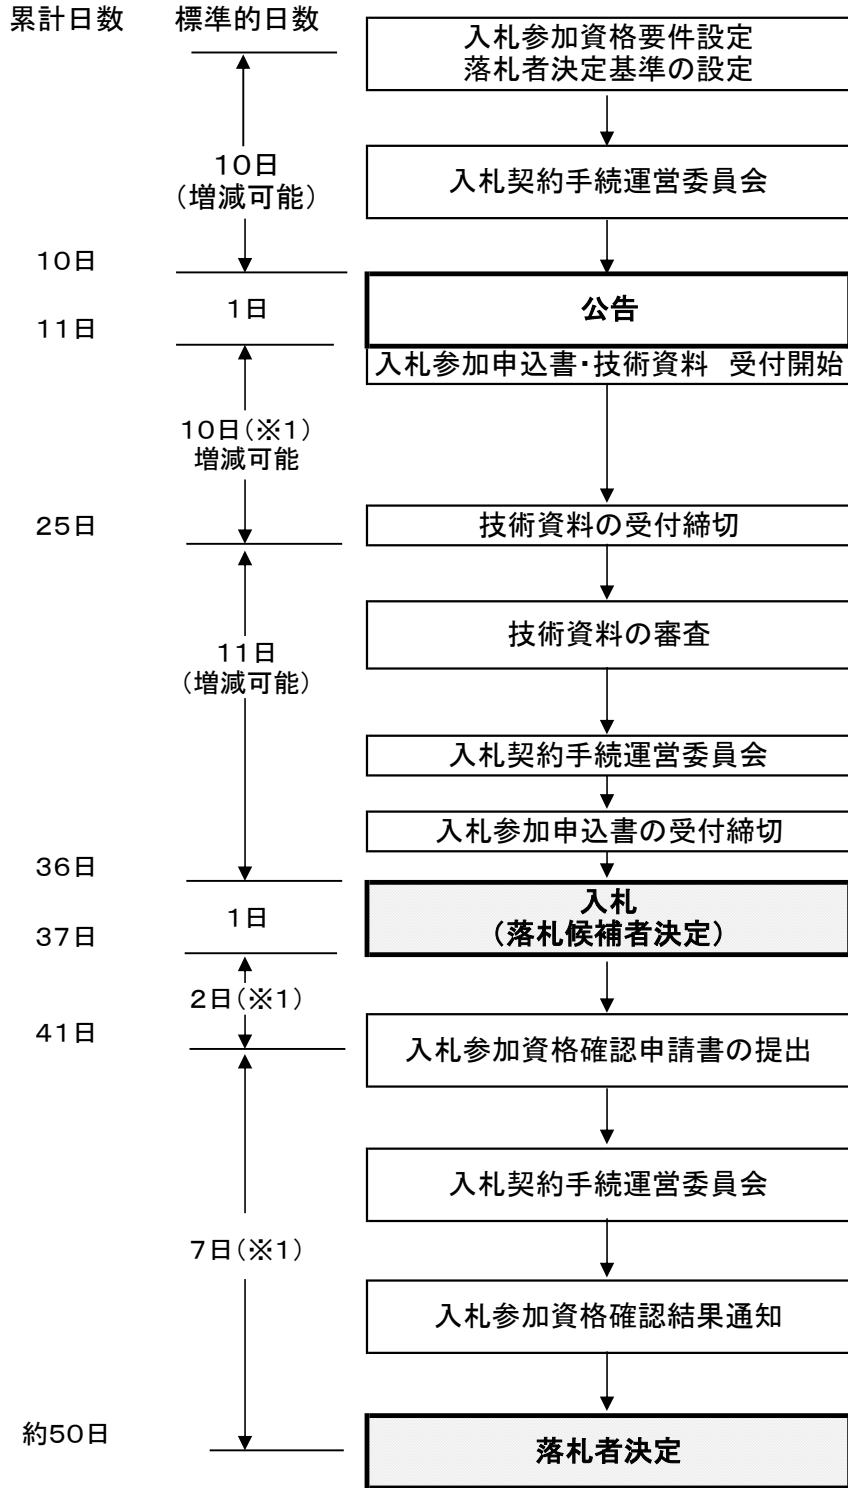 累計日数　標準的日数
入札参加資格要件設定
落札者決定基準の設定
10日
（増減可能）
入札契約手続運営委員会
10日
1日
公告
11日
入札参加申込書・技術資料　受付開始
10日（※1）
増減可能
25日
技術資料の受付締切
技術資料の審査
11日
（増減可能）
入札契約手続運営委員会
入札参加申込書の受付締切
36日
入札
（落札候補者決定）
1日
37日
2日（※1）
41日
入札参加資格確認申請書の提出
入札契約手続運営委員会
7日（※1）
入札参加資格確認結果通知
約50日
落札者決定